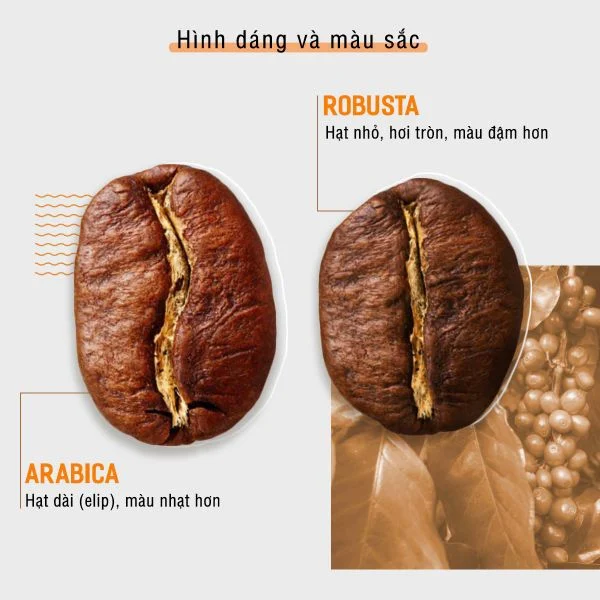 Hình dáng và màu sắc
ROBUSTA
Hạt nhỏ, hơi tròn, màu đậm hơn
ARABICA
Hạt dài (elip), màu nhạt hơn